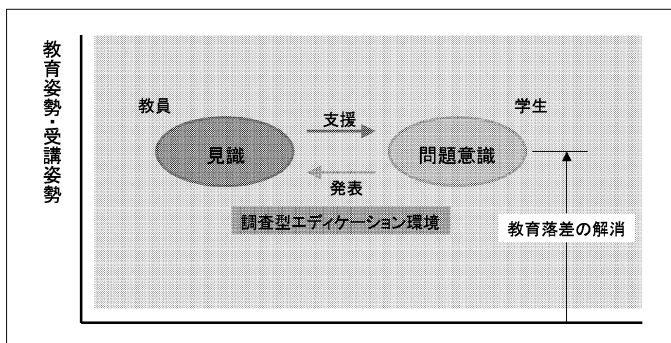 教育姿勢・受講姿勢
教員
学生
支援
見識
問題意識
発表
調査型エディケーション環境
教育落差の解消